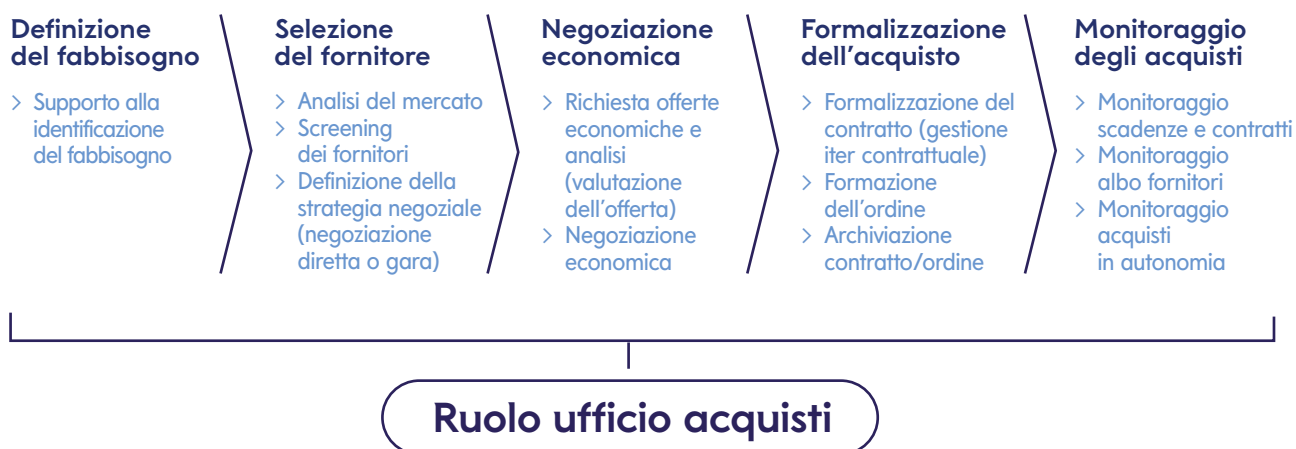 Definizione
del fabbisogno
> Supporto alla
identificazione
del fabbisogno
Selezione
del fornitore
> Analisi del mercato
> Screening
dei fornitori
> Definizione della
strategia negoziale
(negoziazione
diretta o gara)
Negoziazione
economica
> Richiesta offerte
economiche e
analisi
(valutazione
dell'offerta)
> Negoziazione
economica
Formalizzazione
dell'acquisto
> Formalizzazione del
contratto (gestione
iter contrattuale)
> Formazione
dell'ordine
> Archiviazione
contratto/ordine
Monitoraggio
degli acquisti
> Monitoraggio
scadenze e contratti
> Monitoraggio
albo fornitori
> Monitoraggio
acquisti
in autonomia
Ruolo ufficio acquisti